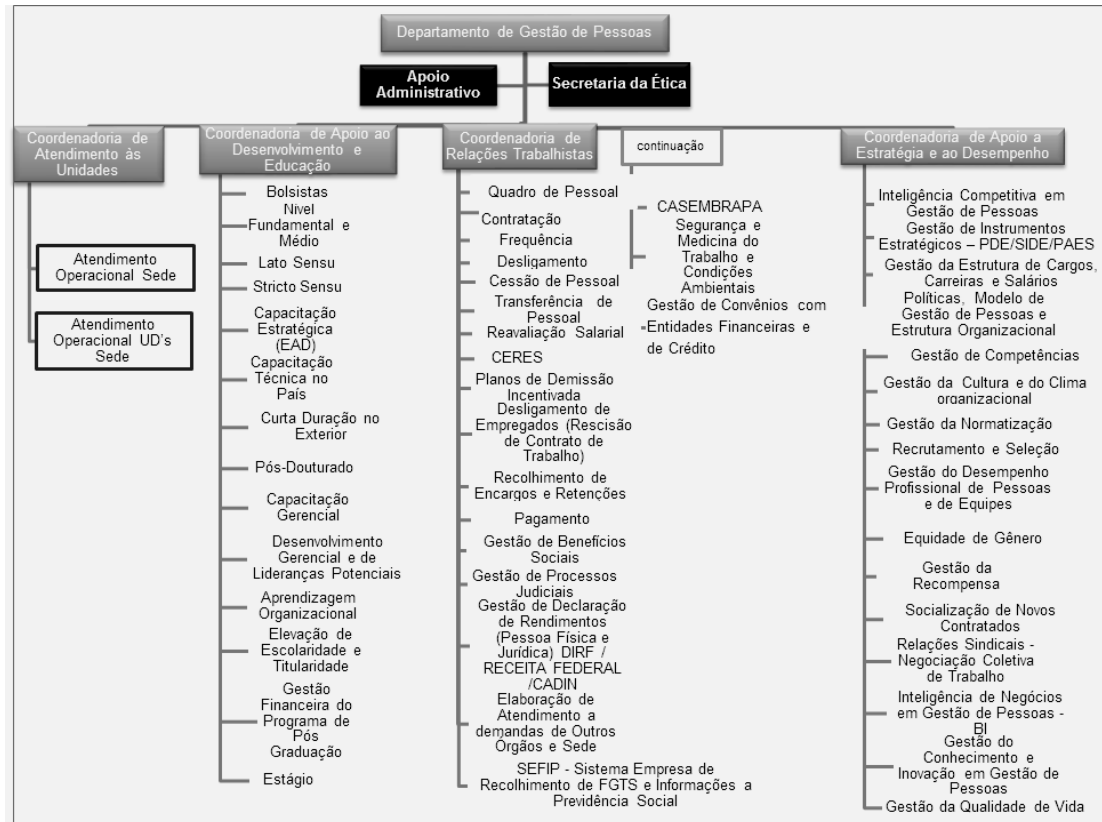 Departamento de Gestão de Pessoas
Apoio
Administrativo
Secretaria da Ética
Coordenadoria de
Atendimento às
Unidades
Atendimento
Operacional Sede
Atendimento
Operacional UD's
Sede
Coordenadoria de Apoio ao
Desenvolvimento e
Educação
Bolsistas
Nível
Fundamental e
Médio
Lato Sensu
Stricto Sensu
Capacitação
Estratégica
(EAD)
Capacitação
Técnica no
País
Curta Duração no
Exterior
Pós-Douturado
Capacitação
Gerencial
Desenvolvimento
Gerencial e de
Lideranças Potenciais
Aprendizagem
Organizacional
Elevação de
Escolaridade e
Titularidade
Gestão
Financeira do
Programa de
Pós
Graduação
Estágio
Coordenadoria de
Relações Trabalhistas
Quadro de Pessoal
Contratação
Frequência
Desligamento
Cessão de Pessoal
Transferência de
Pessoal
Reavaliação Salarial
CERES
Planos de Demissão
Incentivada
Desligamento de
Empregados (Rescisão
de Contrato de
Trabalho)
Recolhimento de
Encargos e Retenções
Pagamento
Gestão de Benefícios
Sociais
Gestão de Processos
Judiciais
Gestão de Declaração
de Rendimentos
(Pessoa Física e
Jurídica) DIRF /
RECEITA FEDERAL
/CADIN
Elaboração de
Atendimento a
demandas de Outros
Órgãos e Sede
SEFIP - Sistema Empresa de
Recolhimento de FGTS e Informações a
Previdência Social
continuação
CASEMBRAPA
Segurança e
Medicina do
Trabalho e
Condições
Ambientais
Gestão de Convênios com
Entidades Financeiras e
de Crédito
Coordenadoria de Apoio a
Estratégia e ao Desempenho
Inteligência Competitiva em
Gestão de Pessoas
Gestão de Instrumentos
Estratégicos – PDE/SIDE/PAES
Gestão da Estrutura de Cargos,
Carreiras e Salários
Políticas, Modelo de
Gestão de Pessoas e
Estrutura Organizacional
Gestão de Competências
Gestão da Cultura e do Clima
organizacional
Gestão da Normatização
Recrutamento e Seleção
Gestão do Desempenho
Profissional de Pessoas
e de Equipes
Equidade de Gênero
Gestão da
Recompensa
Socialização de Novos
Contratados
Relações Sindicais -
Negociação Coletiva
de Trabalho
Inteligência de Negócios
em Gestão de Pessoas -
BI
Gestão do
Conhecimento e
Inovação em Gestão de
Pessoas
Gestão da Qualidade de Vida